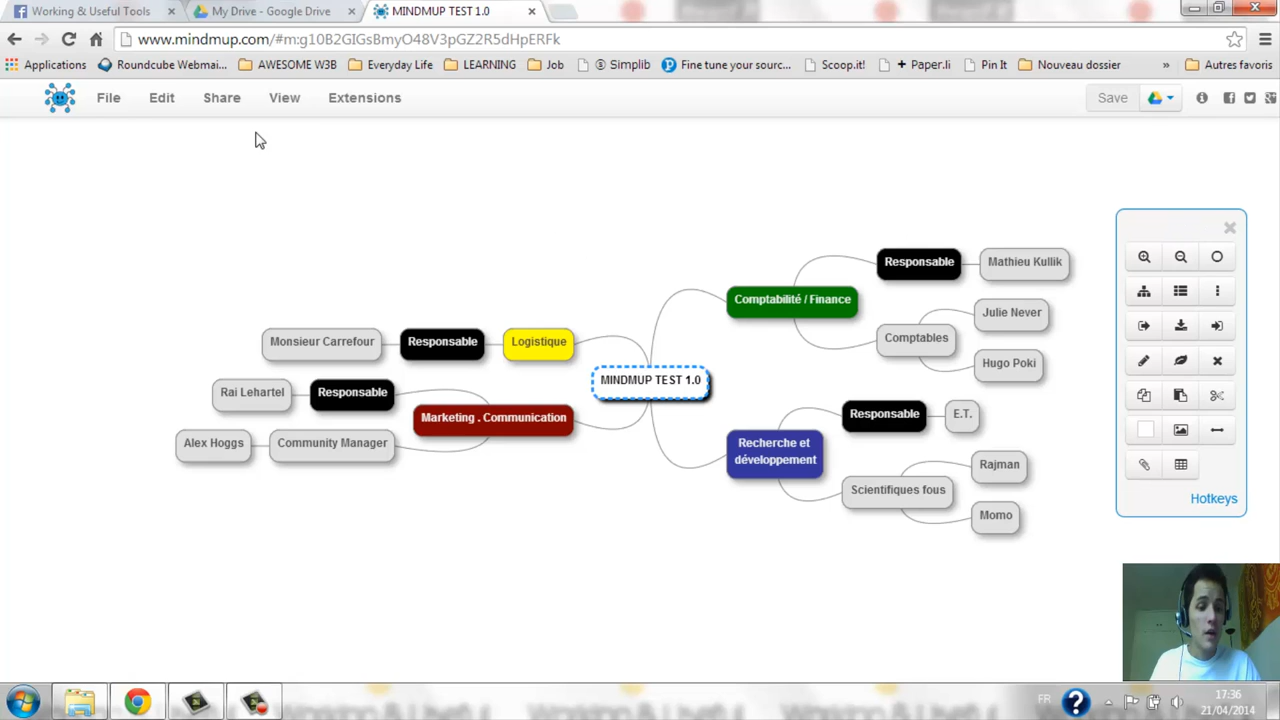 Working & Useful Tools
My Drive - Google Drive
MINDMUP TEST 1.0
www.mindmup.com/#m:g10B2GIGsBmyO48V3pGZ2R5dHpERFk
Applications
Roundcube Webmai...
AWESOME W3B
Everyday Life
LEARNING
Job
Simplib
Fine tune your sourc...
Scoop.it!
+ Paper.li
Pin It
Nouveau dossier
»
Autres favoris
File
Edit
Share
View
Extensions
Save
Responsable
Mathieu Kullik
Comptabilité / Finance
Julie Never
Comptables
Hugo Poki
Monsieur Carrefour
Responsable
Logistique
MINDMUP TEST 1.0
Rai Lehartel
Responsable
Marketing . Communication
Alex Hoggs
Community Manager
Responsable
E.T.
Recherche et
développement
Rajman
Scientifiques fous
Momo
Hotkeys
FR
17:36
21/04/2014